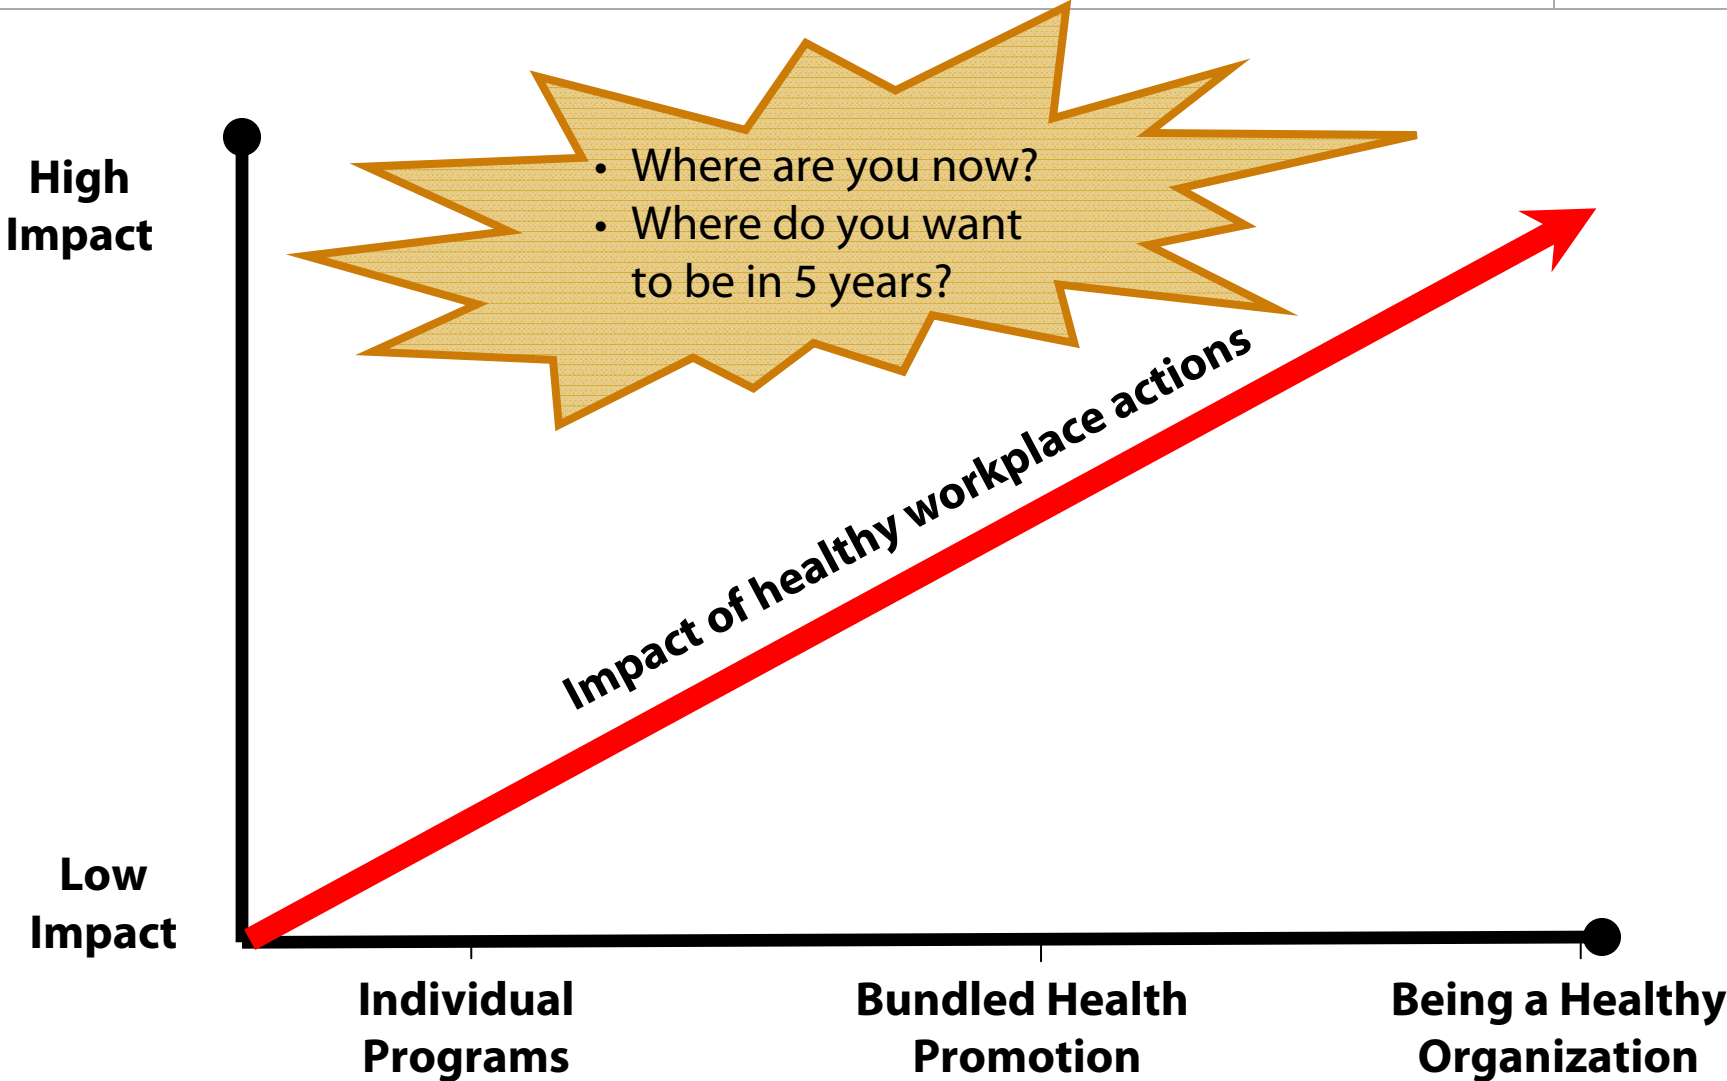 • Where are you now?
• Where do you want
to be in 5 years?
High
Impact
Impact of healthy workplace actions
Low
Impact
Individual
Programs
Bundled Health
Promotion
Being a Healthy
Organization